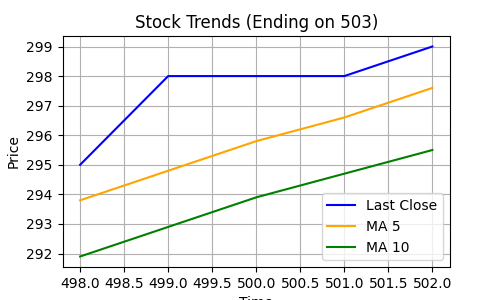 Stock Trends (Ending on 503)
299
298
297
296
295
294
293
292
Price
Last Close
MA 5
MA 10
498.0 498.5 499.0 499.5 500.0 500.5 501.0 501.5 502.0
Time